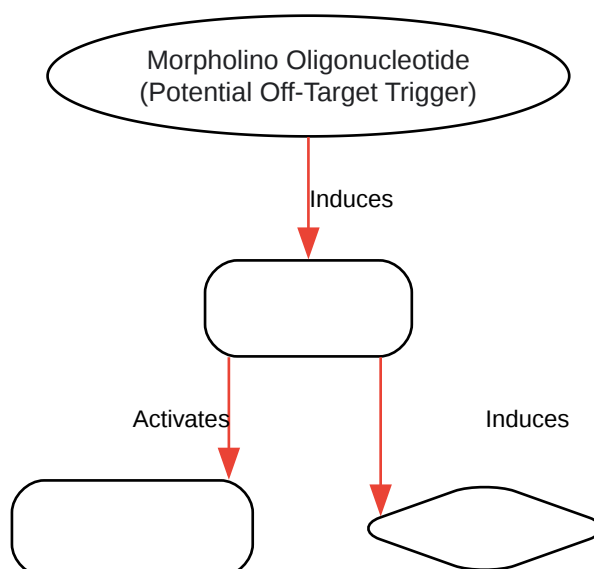 Morpholino Oligonucleotide
(Potential Off-Target Trigger)
Induces
Activates
Induces